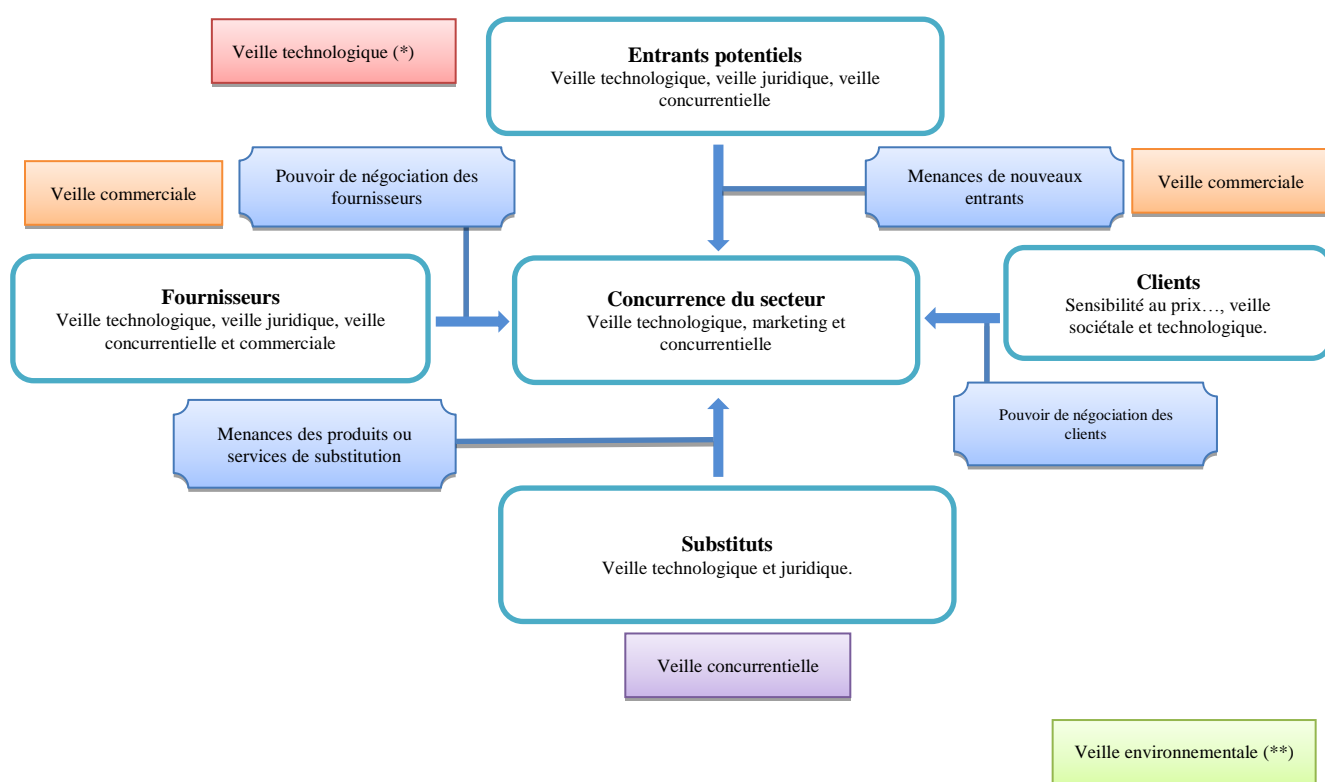 Veille technologique (*)
Entrants potentiels
Veille technologique, veille juridique, veille
concurrentielle
Veille commerciale
Pouvoir de négociation des
fournisseurs
Menances de nouveaux
entrants
Veille commerciale
Fournisseurs
Veille technologique, veille juridique, veille
concurrentielle et commerciale
Concurrence du secteur
Veille technologique, marketing et
concurrentielle
Clients
Sensibilité au prix…, veille
sociétale et technologique.
Menances des produits ou
services de substitution
Pouvoir de négociation des
clients
Substituts
Veille technologique et juridique.
Veille concurrentielle
Veille environnementale (**)